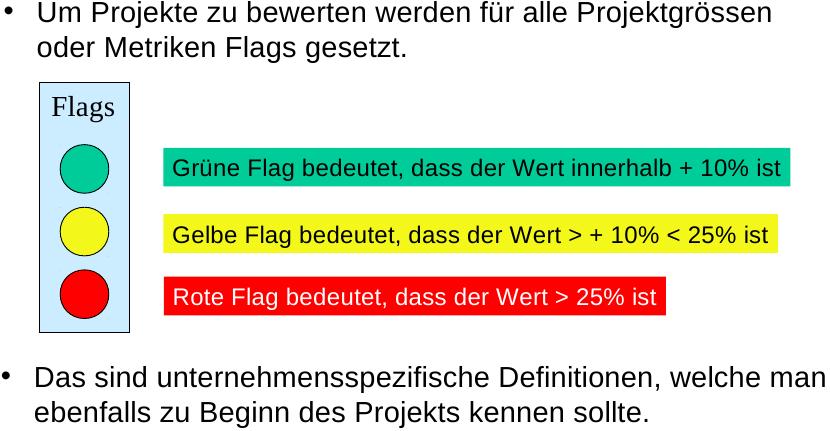 • Um Projekte zu bewerten werden für alle Projektgrössen
oder Metriken Flags gesetzt.
Flags
Grüne Flag bedeutet, dass der Wert innerhalb + 10% ist
Gelbe Flag bedeutet, dass der Wert > + 10% < 25% ist
Rote Flag bedeutet, dass der Wert > 25% ist
• Das sind unternehmensspezifische Definitionen, welche man
ebenfalls zu Beginn des Projekts kennen sollte.